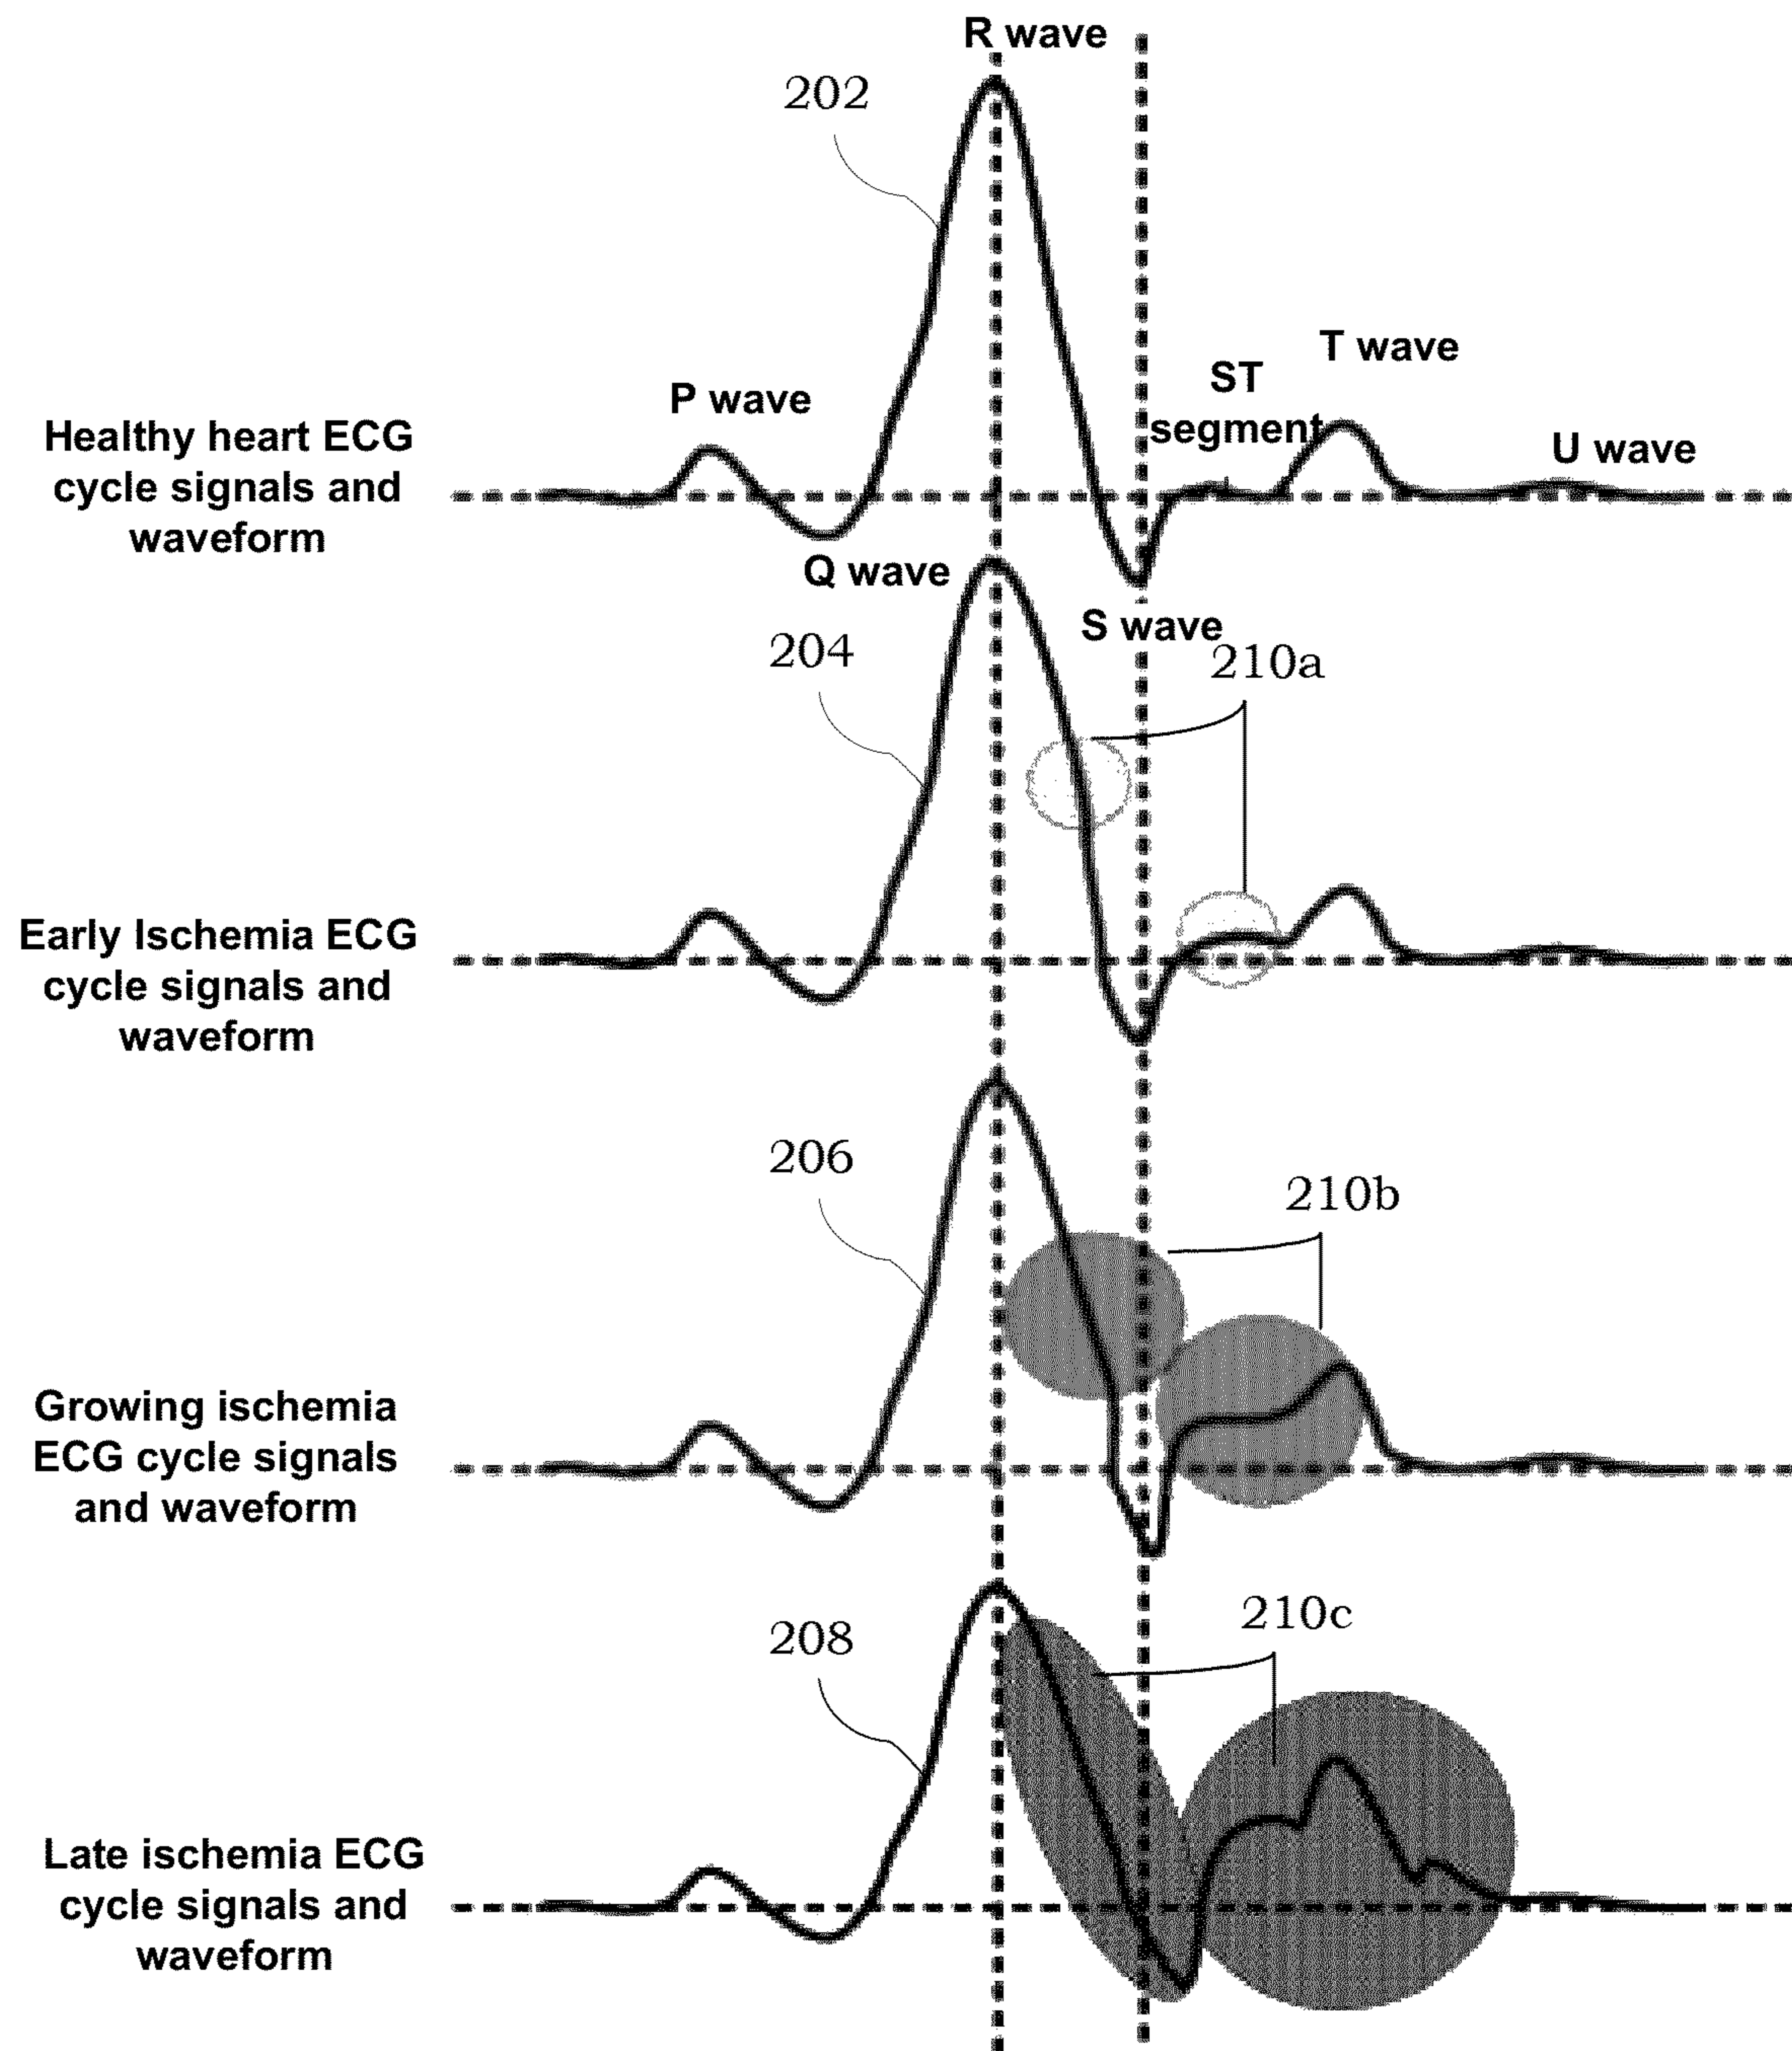 R wave
202
T wave
ST
segment
P wave
U wave
Healthy heart ECG
cycle signals and
waveform
Q wave
S wave
204
210a
Early Ischemia ECG
cycle signals and
waveform
206
210b
Growing ischemia
ECG cycle signals
and waveform
208
210c
Late ischemia ECG
cycle signals and
waveform